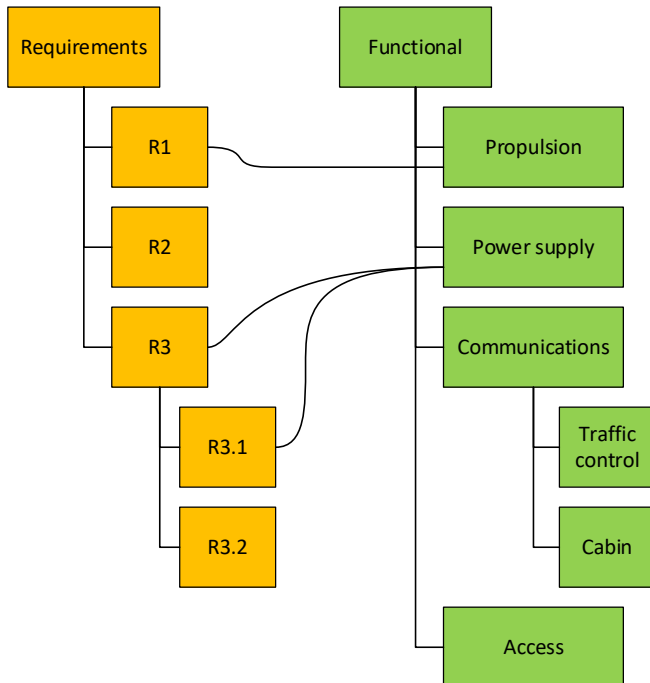 Requirements
R1
R2
R3
R3.1
R3.2
Functional
Propulsion
Power supply
Communications
Traffic
control
Cabin
Access